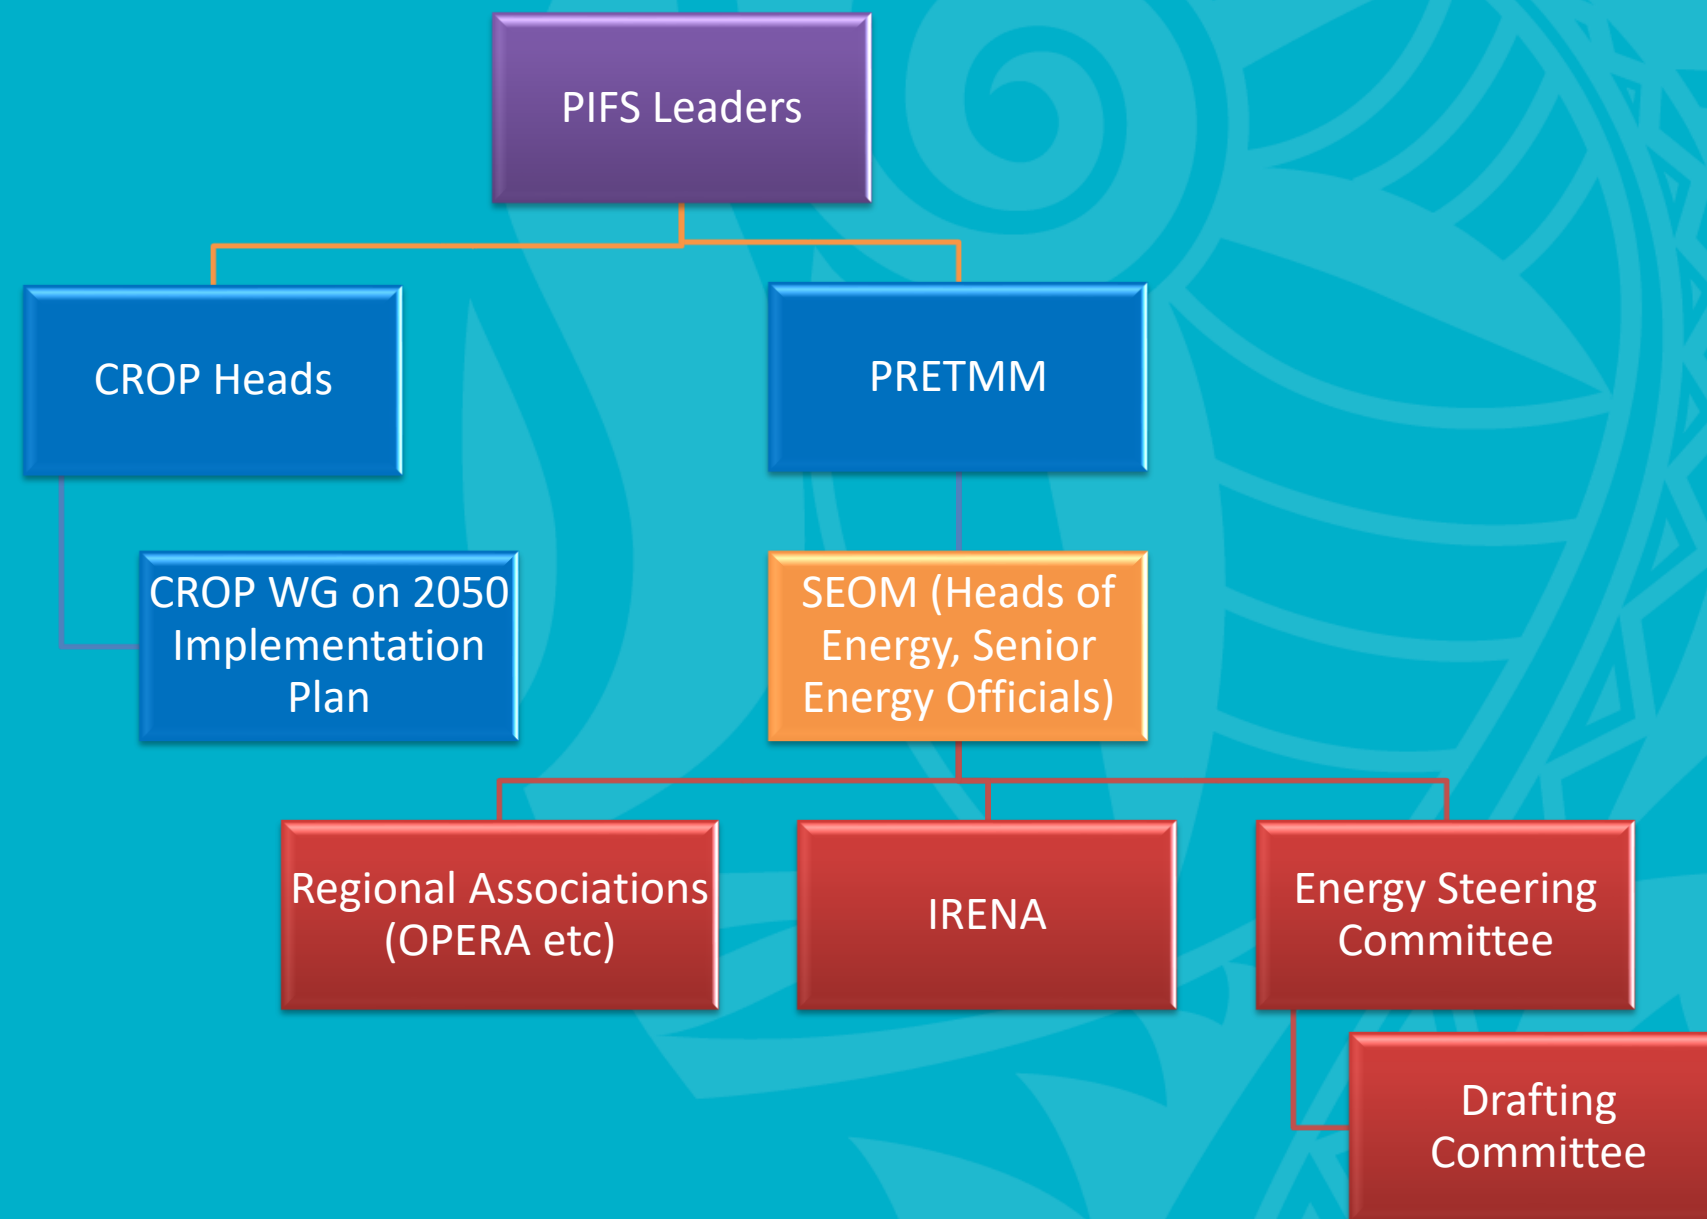 PIFS Leaders
CROP Heads
PRETMM
CROP WG on 2050
Implementation
Plan
SEOM (Heads of
Energy, Senior
Energy Officials)
Regional Associations
(OPERA etc)
IRENA
Energy Steering
Committee
Drafting
Committee